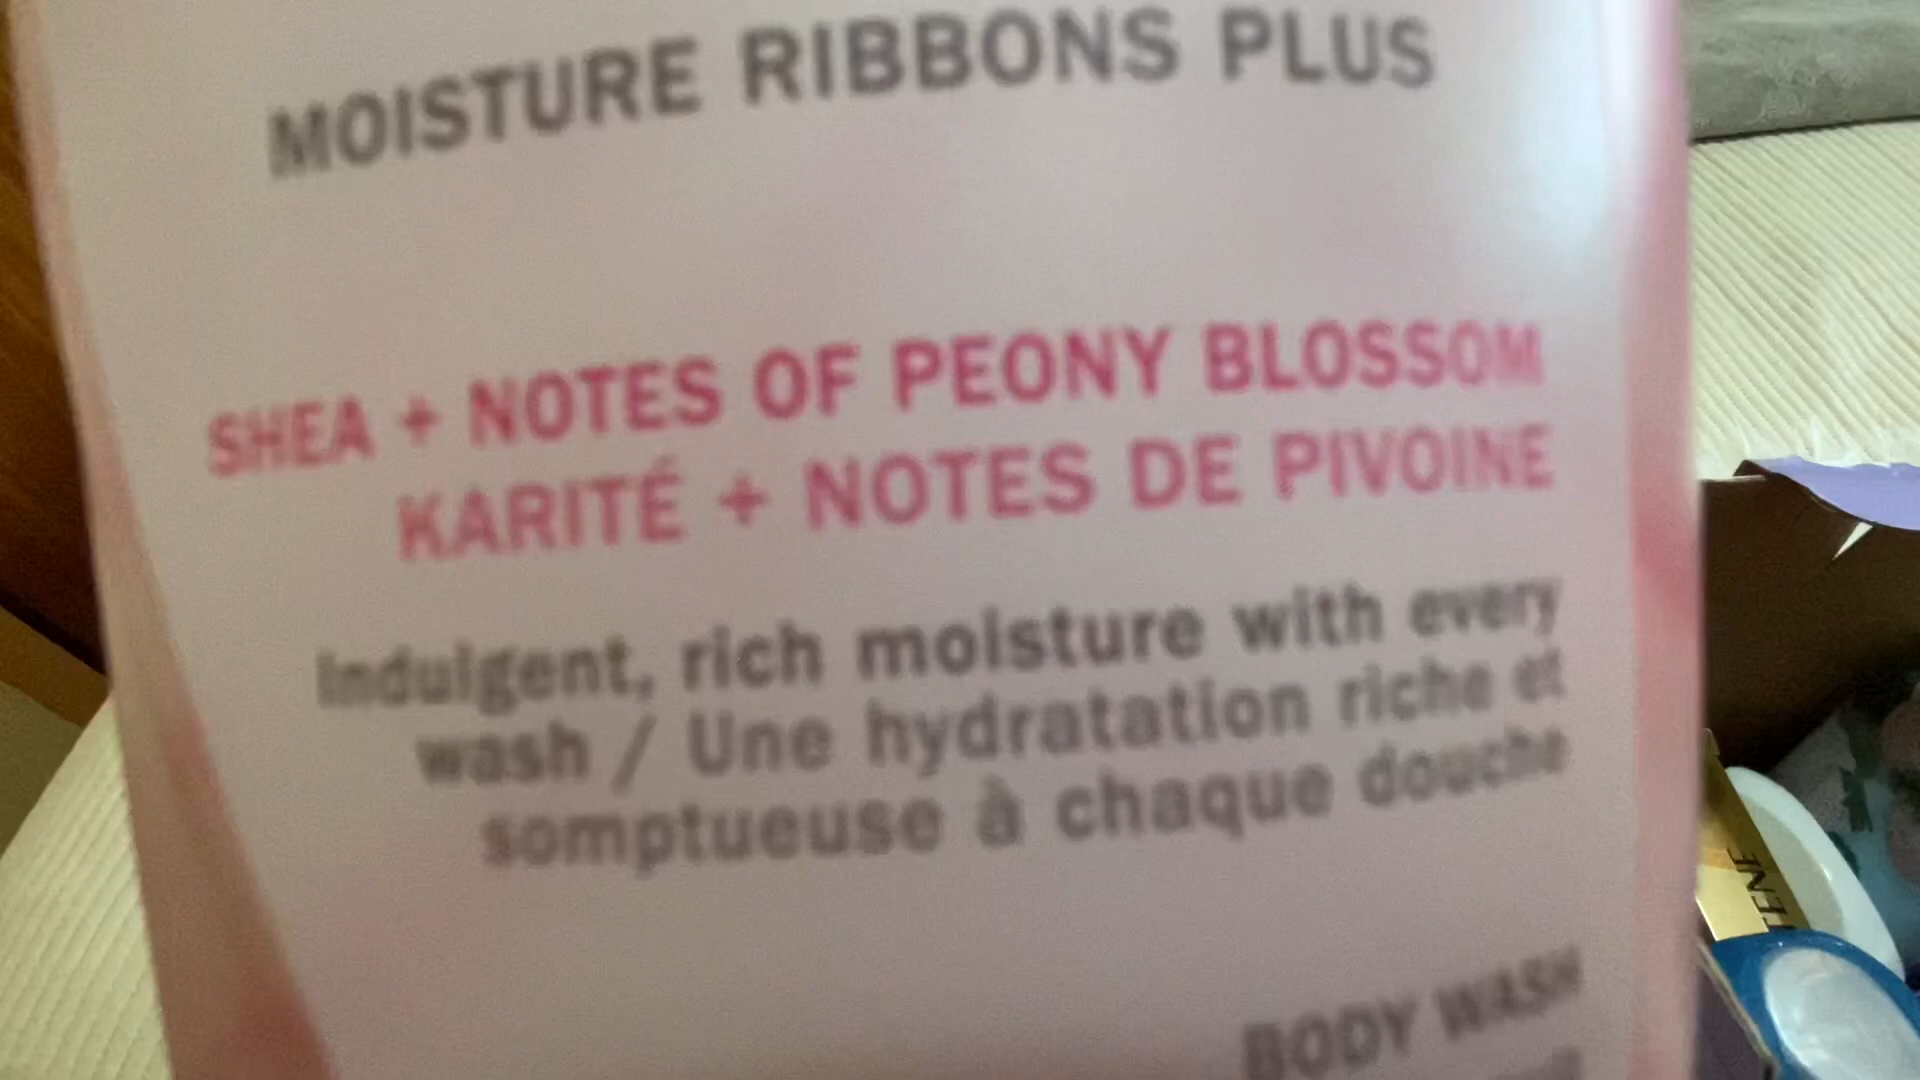 MOISTURE RIBBONS PLUS
SHEA + NOTES OF PEONY BLOSSOM
KARITÉ + NOTES DE PIVOINE
Indulgent, rich moisture with every
wash / Une hydratation riche et
somptueuse à chaque douche
BODY WASH